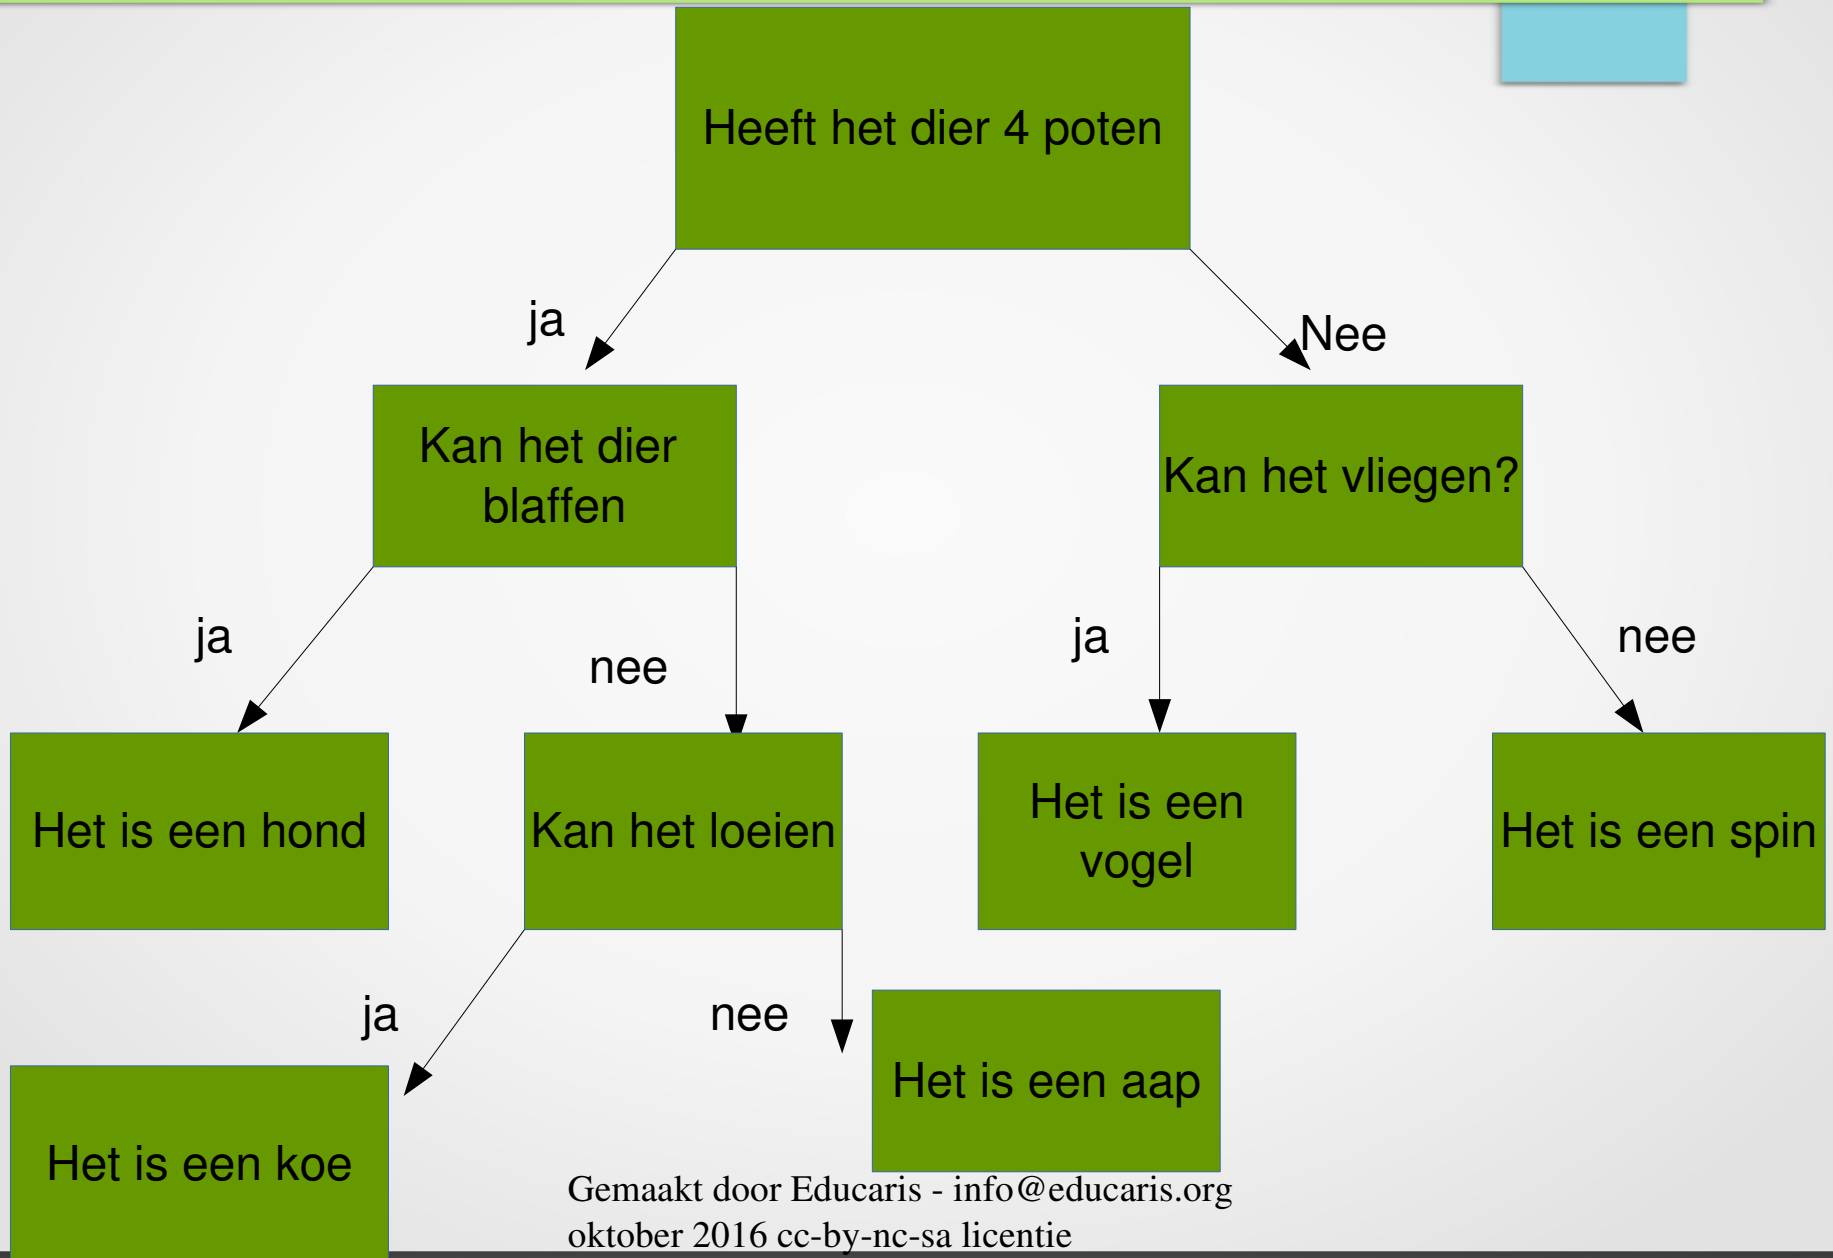 Heeft het dier 4 poten
ja
Nee
Kan het dier
blaffen
Kan het vliegen?
ja
nee
ja
nee
Het is een hond
Kan het loeien
Het is een
vogel
Het is een spin
ja
nee
Het is een aap
Het is een koe
Gemaakt door Educaris - info@educaris.org
oktober 2016 cc-by-nc-sa licentie